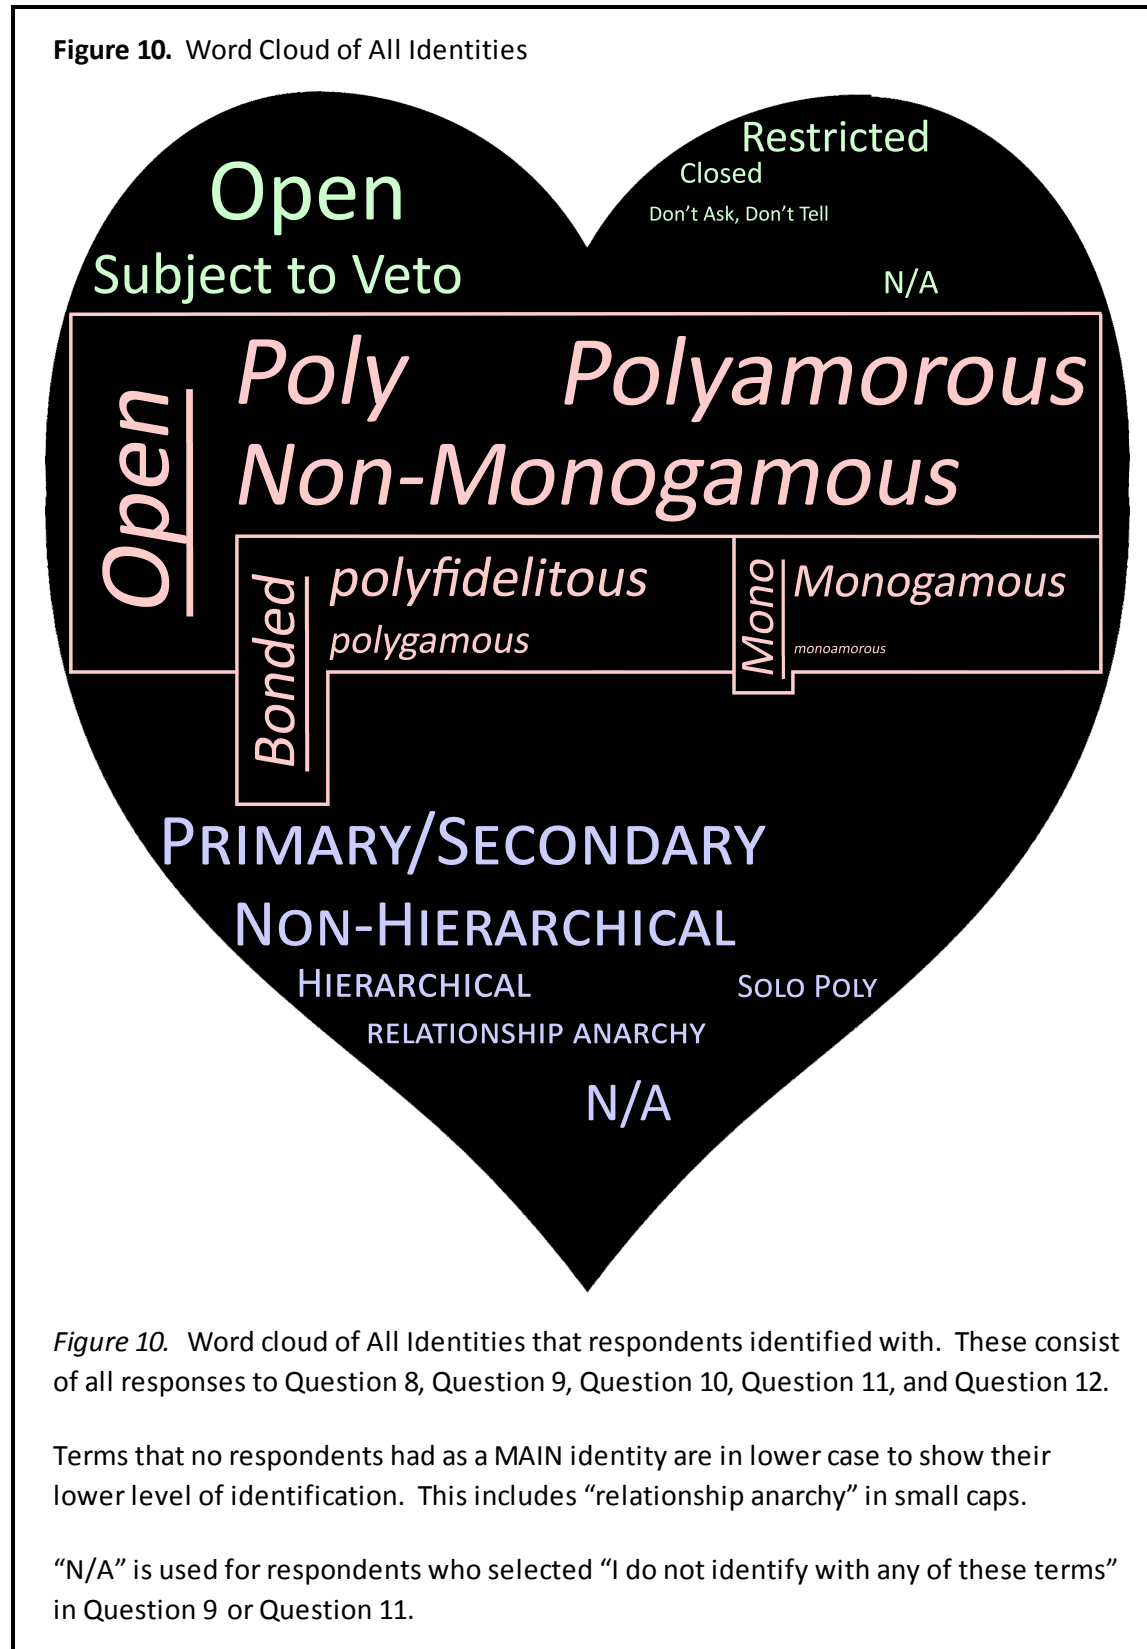 Figure 10. Word Cloud of All Identities
Open
Subject to Veto
Restricted
Closed
Don't Ask, Don't Tell
N/A
Open
Poly
Polyamorous
Non-Monogamous
Bonded
polyfidelitous
polygamous
Mono
Monogamous
monoamorous
PRIMARY/SECONDARY
NON-HIERARCHICAL
HIERARCHICAL
SOLO POLY
RELATIONSHIP ANARCHY
N/A
Figure 10. Word cloud of All Identities that respondents identified with. These consist
of all responses to Question 8, Question 9, Question 10, Question 11, and Question 12.
Terms that no respondents had as a MAIN identity are in lower case to show their
lower level of identification. This includes “relationship anarchy” in small caps.
“N/A” is used for respondents who selected “I do not identify with any of these terms”
in Question 9 or Question 11.